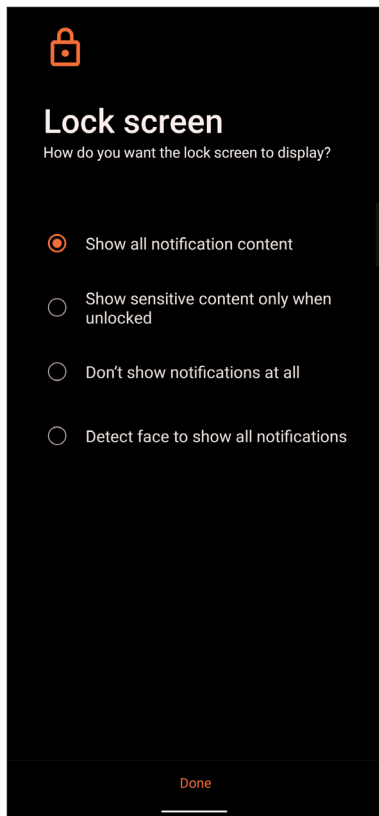 Lock screen
How do you want the lock screen to display?
Show all notification content
Show sensitive content only when
unlocked
Don’t show notifications at all
Detect face to show all notifications
Done